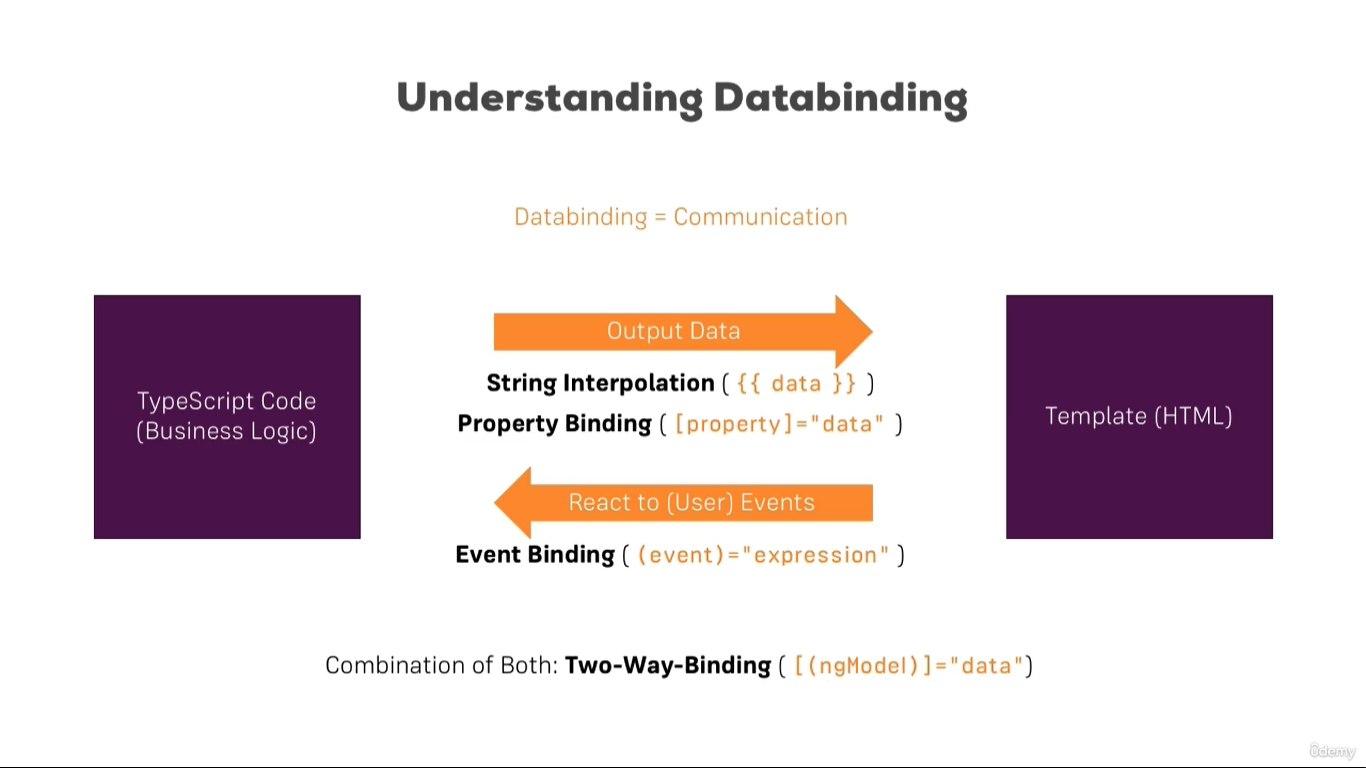 Understanding Databinding
Databinding = Communication
Output Data
String Interpolation ( {{ data }} )
Property Binding ( [property]="data" )
TypeScript Code
(Business Logic)
Template (HTML)
React to (User) Events
Event Binding ( (event)="expression" )
Combination of Both: Two-Way-Binding ( [(ngModel)]="data")
ûdemy